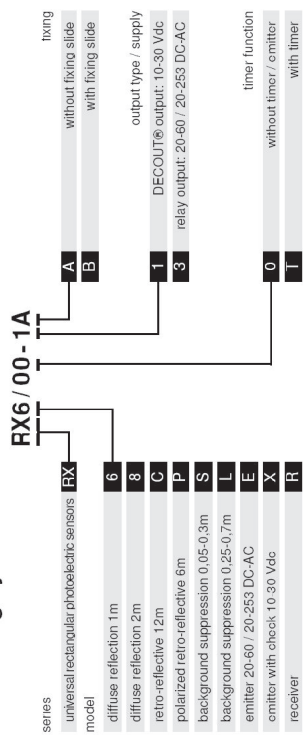 RX6 / 00 - 1A
series
universal rectangular photoelectric sensors RX
model
diffuse reflection 1m 6
diffuse reflection 2m 8
retro-reflective 12m C
polarized retro-reflective 6m P
background suppression 0,05-0,3m S
background suppression 0,25-0,7m L
emitter 20-60 / 20-253 DC-AC E
emitter with check 10-30 Vdc X
receiver R
fixing
A without fixing slide
B with fixing slide
output type / supply
1 DECOUT® output: 10-30 Vdc
3 relay output: 20-60 / 20-253 DC-AC
timer function
0 without timer / emitter
T with timer